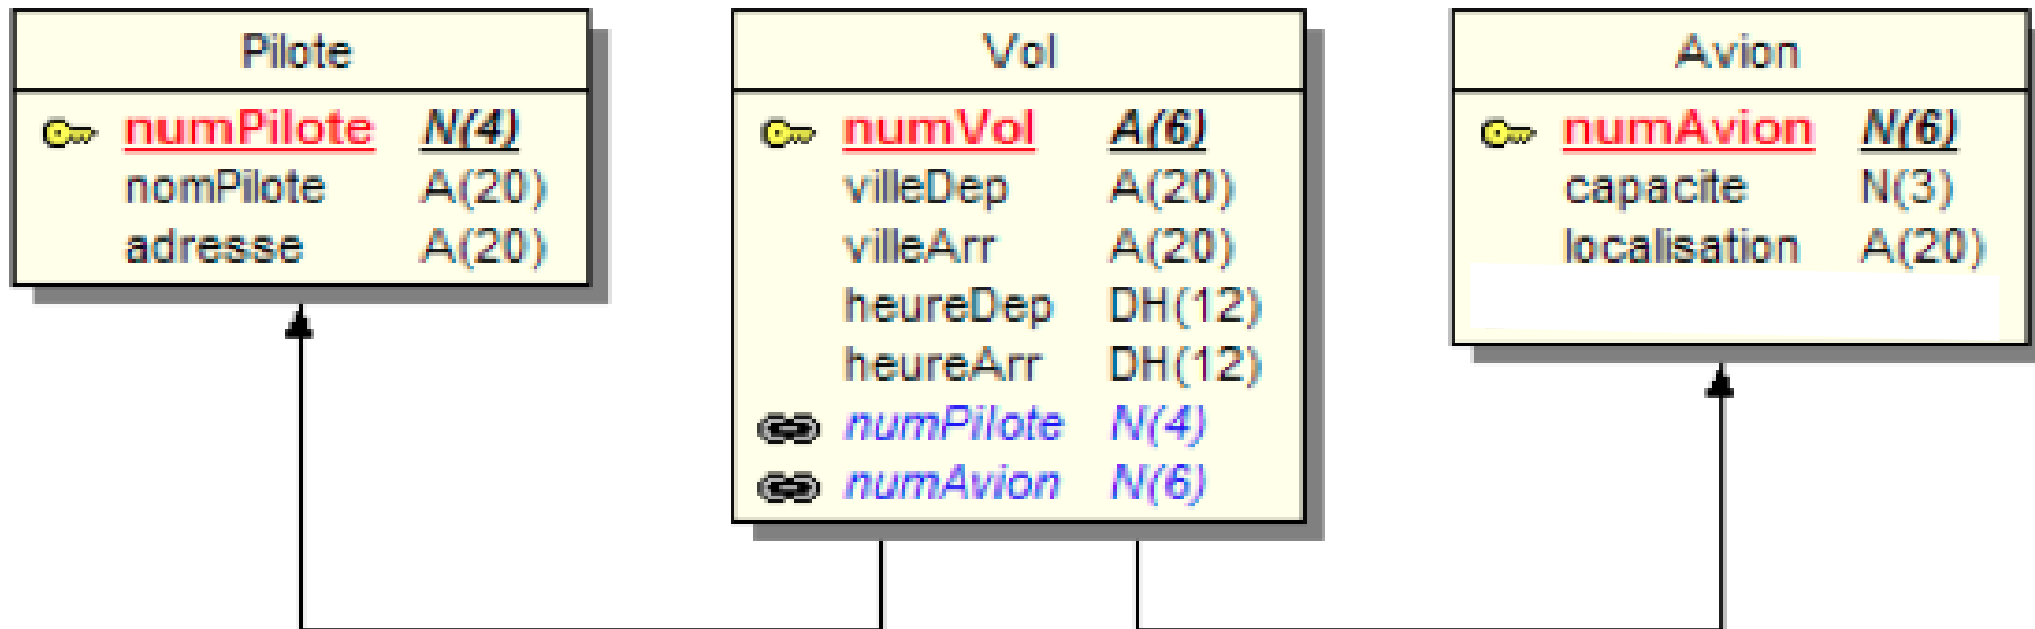 Pilote
numPilote N(4)
nomPilote A(20)
adresse A(20)
Vol
numVol A(6)
villeDep A(20)
villeArr A(20)
heureDep DH(12)
heureArr DH(12)
numPilote N(4)
numAvion N(6)
Avion
numAvion N(6)
capacite N(3)
localisation A(20)